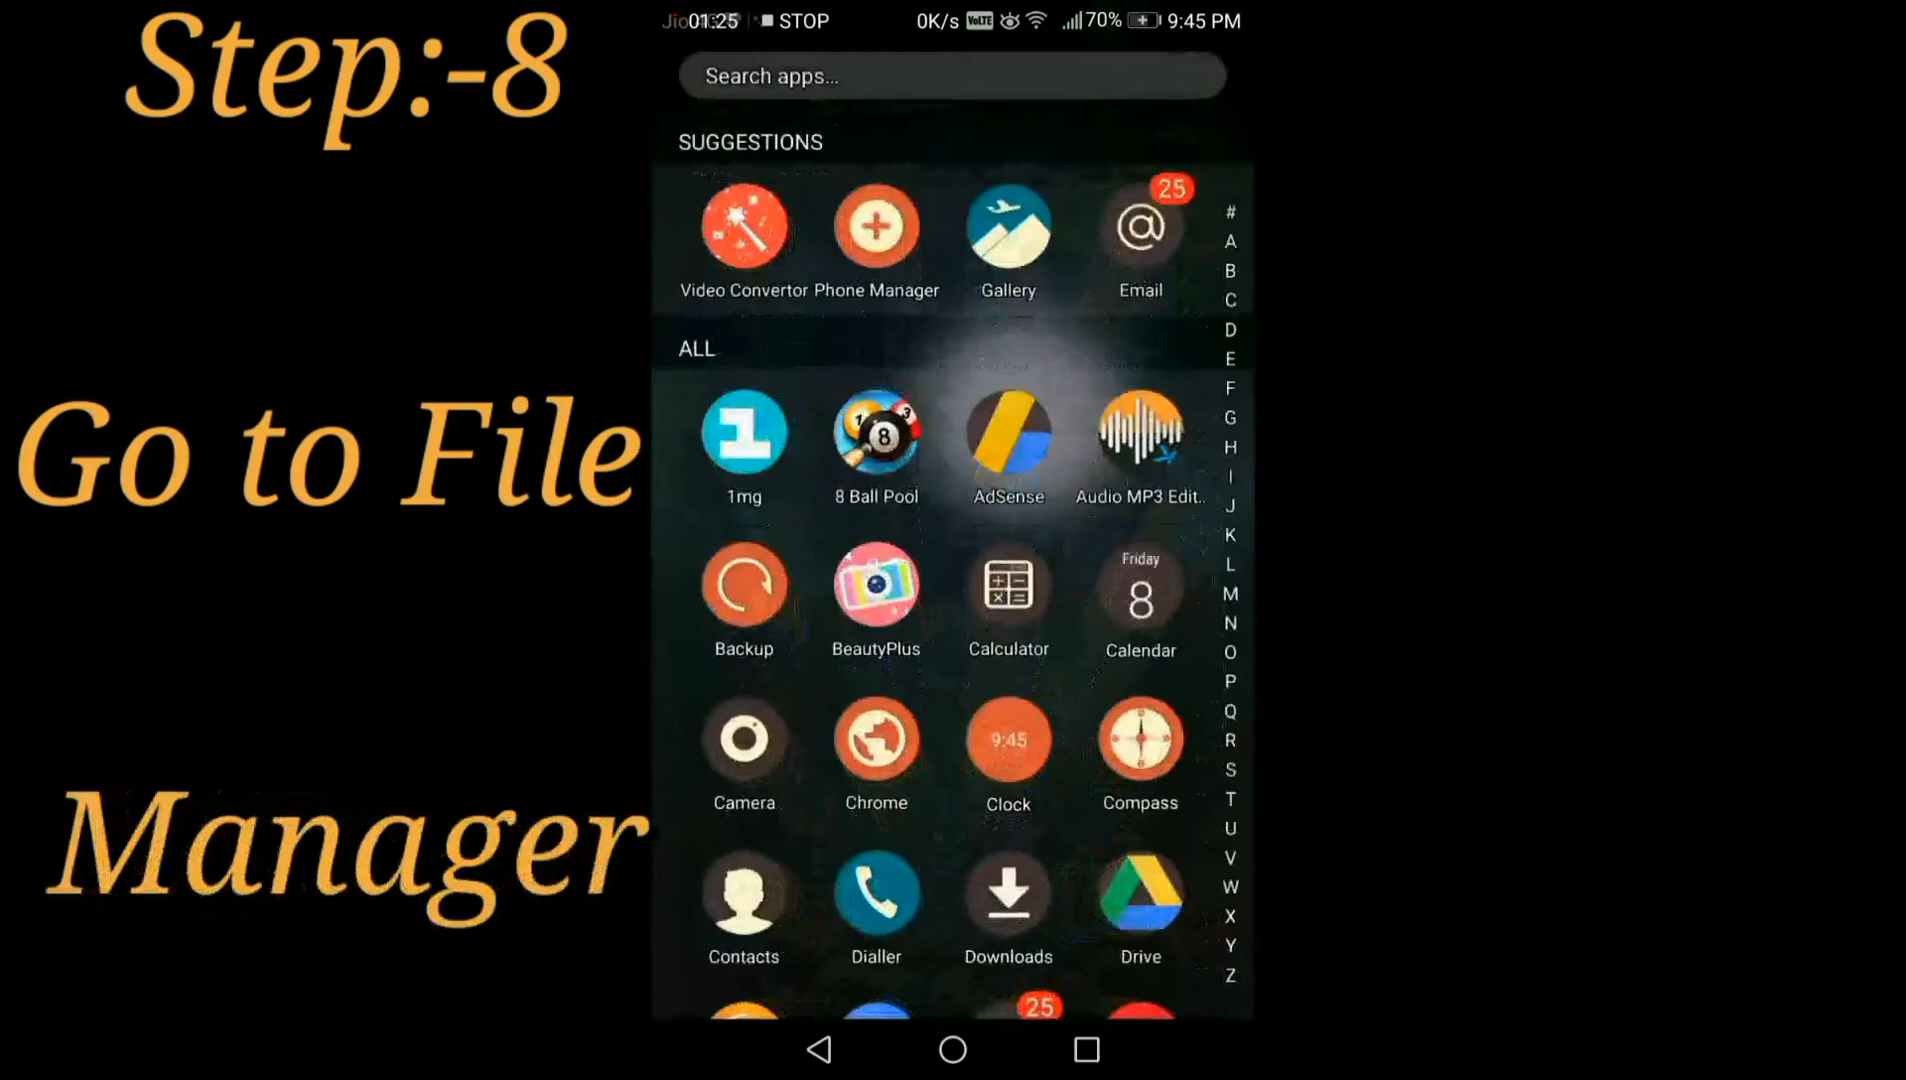 Step:-8
Go to File
Manager
Jio 01:25 STOP 0K/s VoLTE 70% 9:45 PM
Search apps...
SUGGESTIONS
25
Video Convertor Phone Manager Gallery Email
ALL
1mg 8 Ball Pool AdSense Audio MP3 Edit..
Friday
8
Backup BeautyPlus Calculator Calendar
9:45
Camera Chrome Clock Compass
Contacts Dialler Downloads Drive
25
#
A
B
C
D
E
F
G
H
I
J
K
L
M
N
O
P
Q
R
S
T
U
V
W
X
Y
Z